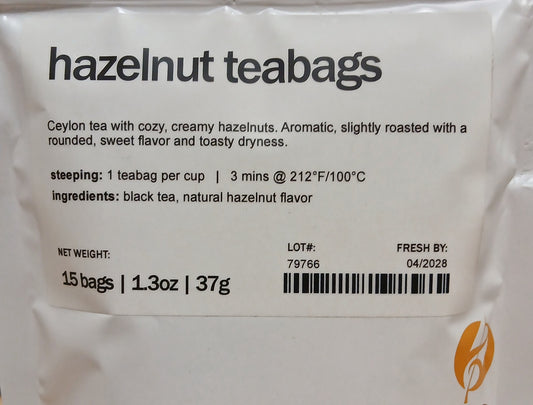 hazelnut teabags
Ceylon tea with cozy, creamy hazelnuts. Aromatic, slightly roasted with a
rounded, sweet flavor and toasty dryness.
steeping: 1 teabag per cup | 3 mins @ 212°F/100°C
ingredients: black tea, natural hazelnut flavor
NET WEIGHT:
15 bags | 1.3oz | 37g
LOT#:
79766
FRESH BY:
04/2028